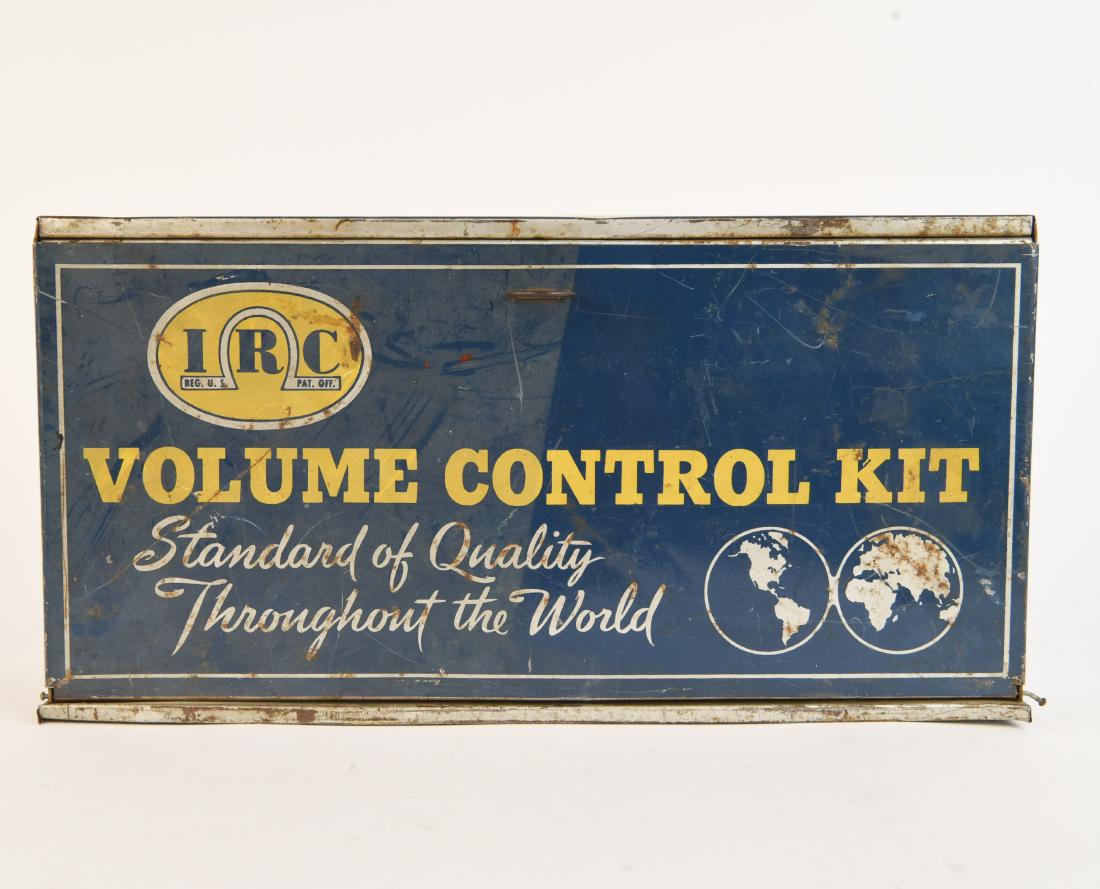 IRC
REG. U. S. PAT. OFF.
VOLUME CONTROL KIT
Standard of Quality
Throughout the World